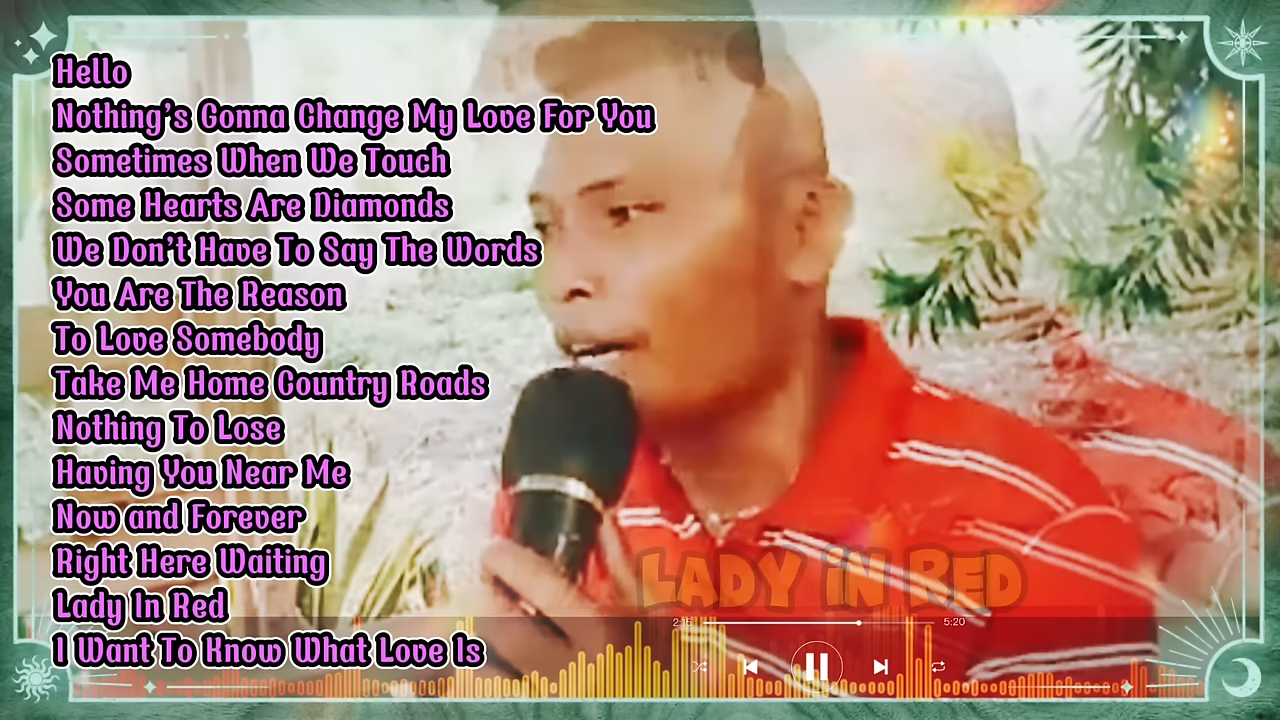 Hello
Nothing's Gonna Change My Love For You
Sometimes When We Touch
Some Hearts Are Diamonds
We Don't Have To Say The Words
You Are The Reason
To Love Somebody
Take Me Home Country Roads
Nothing To Lose
Having You Near Me
Now and Forever
Right Here Waiting
Lady In Red
I Want To Know What Love Is
LADY iN RED
5:20